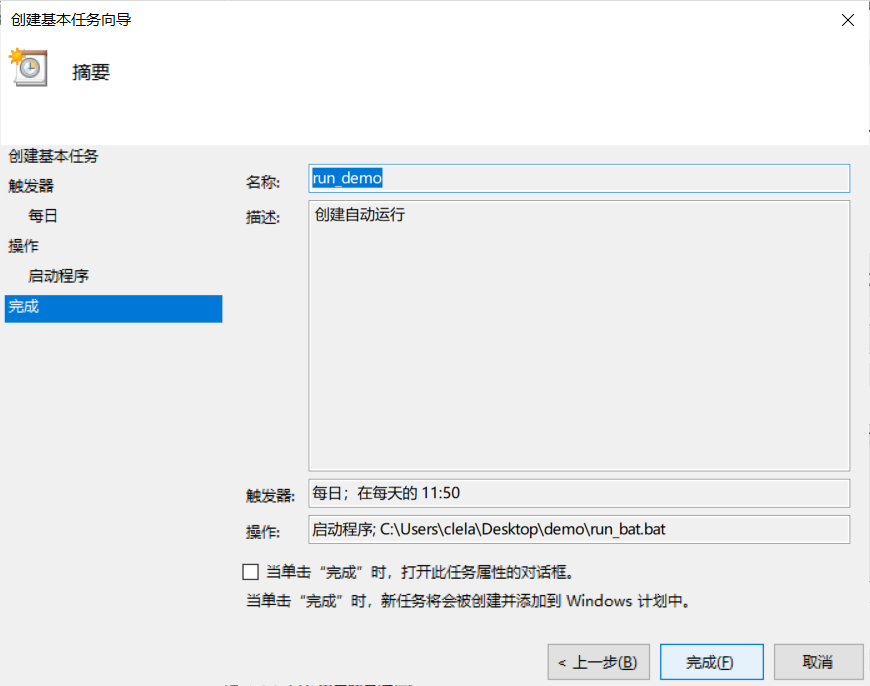 创建基本任务向导
摘要
创建基本任务
触发器
每日
操作
启动程序
完成
名称: run_demo
描述: 创建自动运行
触发器: 每日；在每天的 11:50
操作: 启动程序; C:\Users\clela\Desktop\demo\run_bat.bat
当单击“完成”时，打开此任务属性的对话框。
当单击“完成”时，新任务将会被创建并添加到 Windows 计划中。
< 上一步(B) 完成(F) 取消